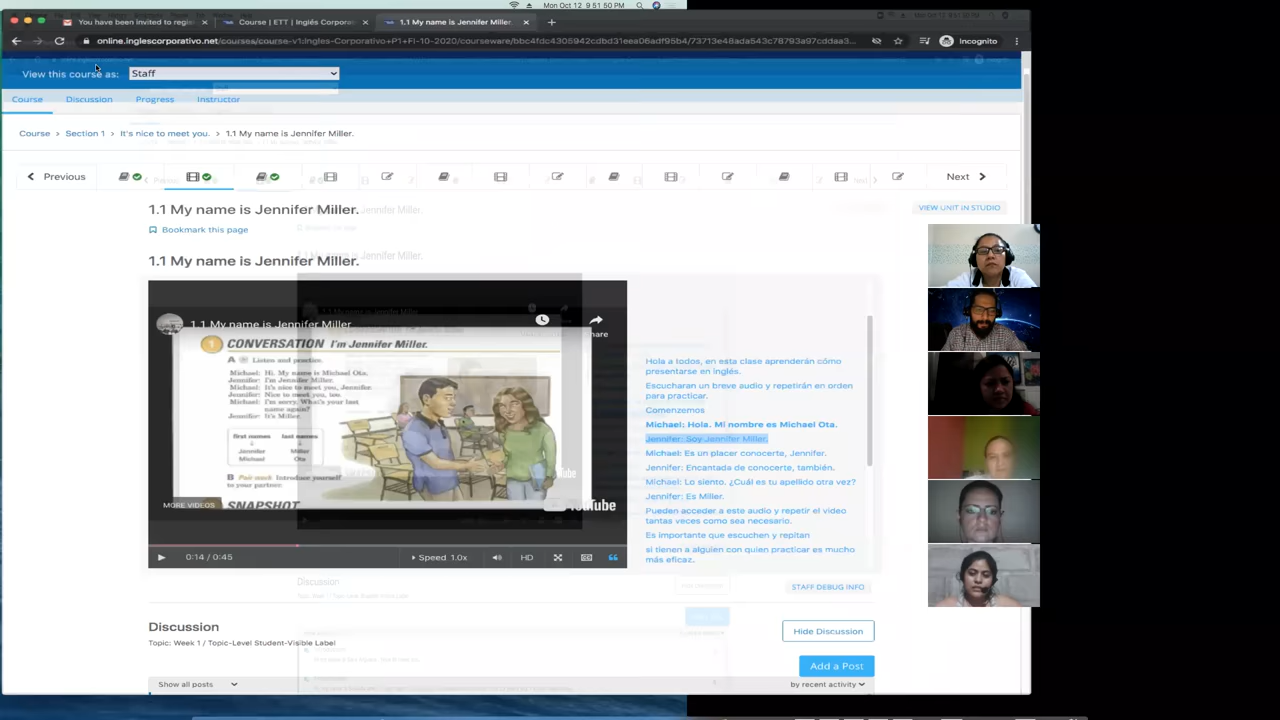 Mon Oct 12 9 51 50 PM
You have been invited to regis
Course | ETT | Inglés Corporat
1.1 My name is Jennifer Miller.
online.inglescorporativo.net/courses/course-v1:Ingles-Corporativo+P1+FI-10-2020/courseware/
Incognito
View this course as: Staff
Course Discussion Progress Instructor
Course > Section 1 > It's nice to meet you. > 1.1 My name is Jennifer Miller.
Previous
Next
1.1 My name is Jennifer Miller.
VIEW UNIT IN STUDIO
Bookmark this page
1.1 My name is Jennifer Miller.
1.1 My name is Jennifer Miller
1 CONVERSATION I'm Jennifer Miller.
A Listen and practice.
Michael: Hi. My name is Michael Ota.
Jennifer: I'm Jennifer Miller.
Michael: It's nice to meet you, Jennifer.
Jennifer: Nice to meet you, too.
Michael: I'm sorry. What's your last
name again?
Jennifer: It's Miller.
first names last names
Jennifer Miller
Michael Ota
B Pair work Introduce yourself
to your partner.
SNAPSHOT
MORE VIDEOS
0:14 / 0:45
Speed 1.0x
HD
Hola a todos, en esta clase aprenderán cómo
presentarse en inglés.
Escucharan un breve audio y repetirán en orden
para practicar.
Comenzemos
Michael: Hola. Mi nombre es Michael Ota.
Jennifer: Soy Jennifer Miller.
Michael: Es un placer conocerte, Jennifer.
Jennifer: Encantada de conocerte, también.
Michael: Lo siento. ¿Cuál es tu apellido otra vez?
Jennifer: Es Miller.
Pueden acceder a este audio y repetir el video
tantas veces como sea necesario.
Es importante que escuchen y repitan
si tienen a alguien con quien practicar es mucho
más eficaz.
STAFF DEBUG INFO
Discussion
Topic: Week 1 / Topic-Level Student-Visible Label
Hide Discussion
Add a Post
Show all posts
by recent activity